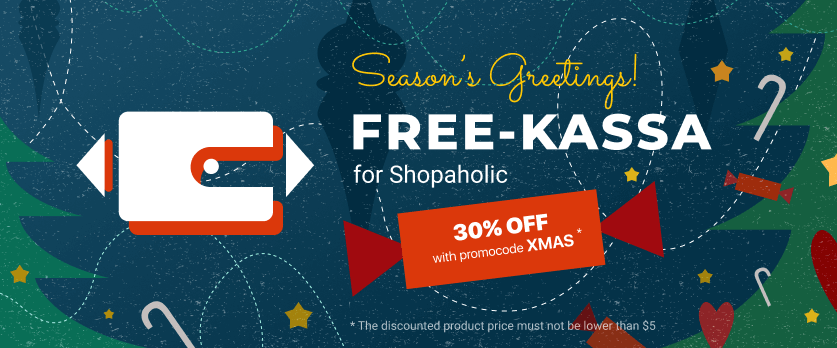 Season's Greetings!
FREE-KASSA
for Shopaholic
30% OFF
with promocode XMAS *
* The discounted product price must not be lower than $5